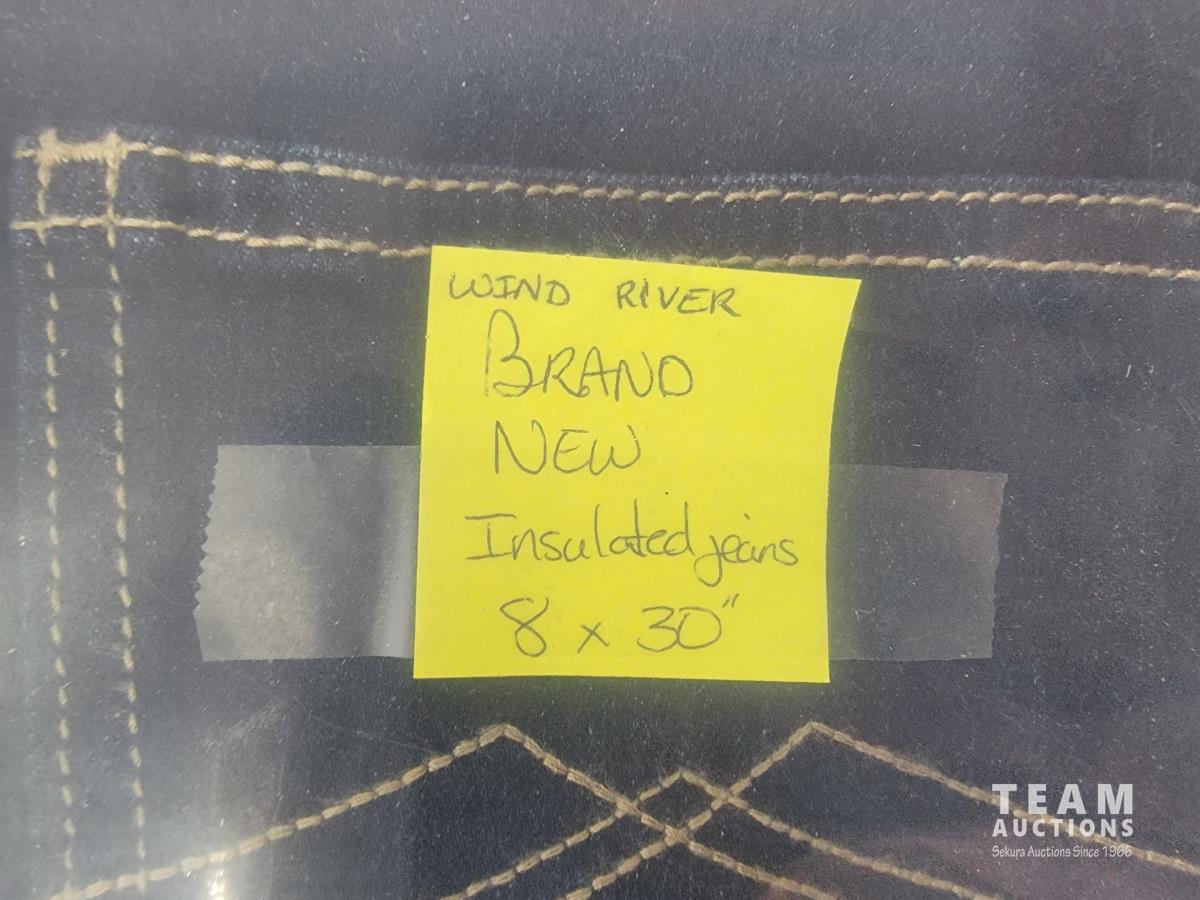 WIND RIVER
BRAND
NEW
Insulated jeans
8 x 30"
TEAM
AUCTIONS
Sekura Auctions Since 1966